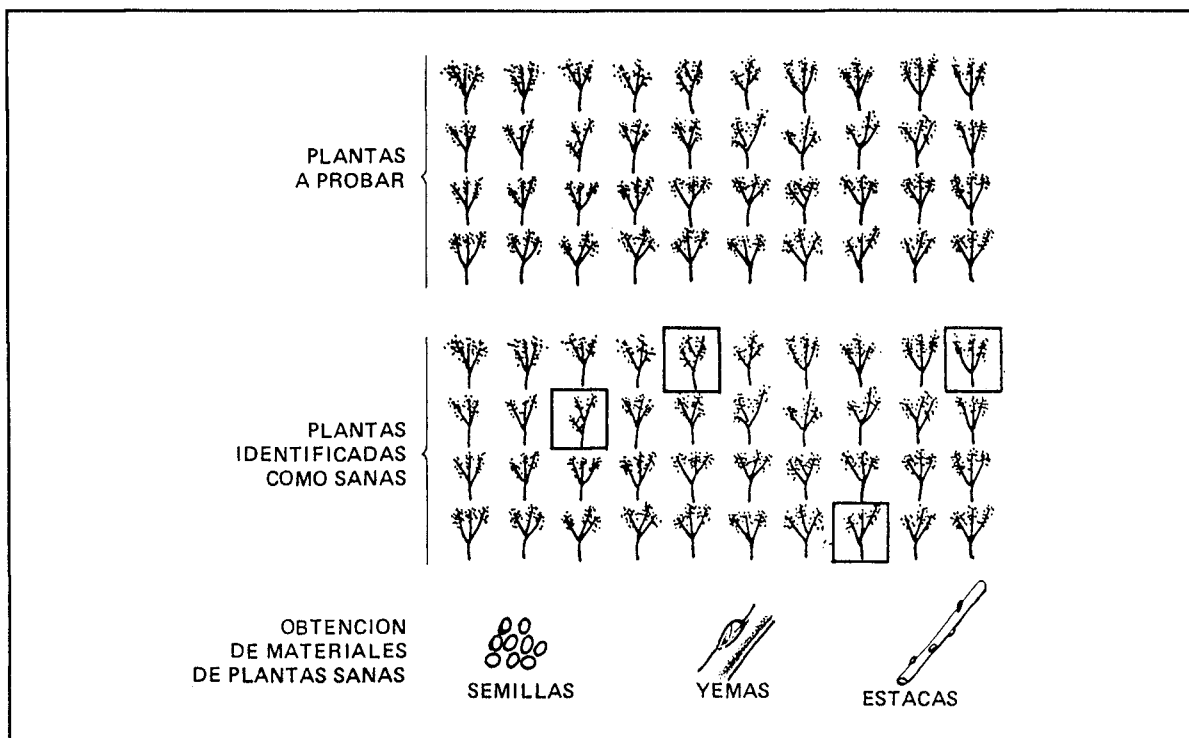 PLANTAS
A PROBAR
PLANTAS
IDENTIFICADAS
COMO SANAS
OBTENCION
DE MATERIALES
DE PLANTAS SANAS
SEMILLAS
YEMAS
ESTACAS